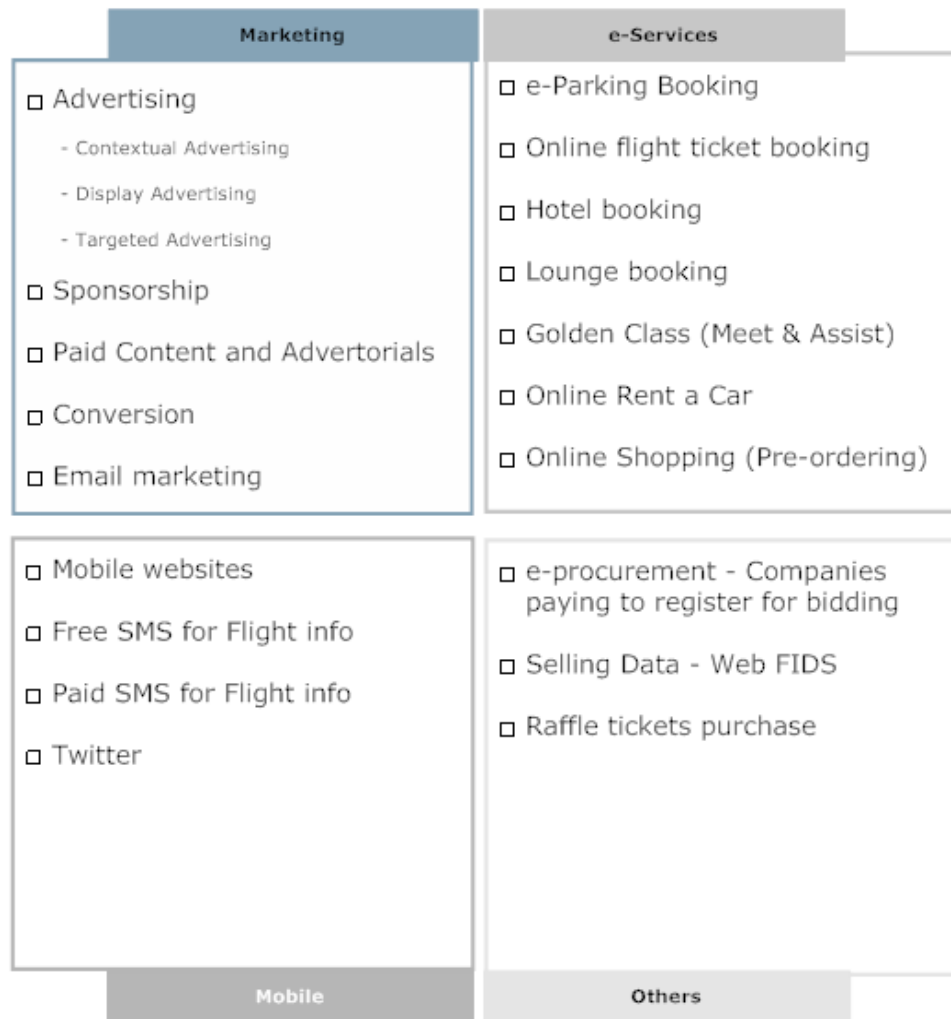 Marketing
Advertising
- Contextual Advertising
- Display Advertising
- Targeted Advertising
Sponsorship
Paid Content and Advertorials
Conversion
Email marketing
e-Services
e-Parking Booking
Online flight ticket booking
Hotel booking
Lounge booking
Golden Class (Meet & Assist)
Online Rent a Car
Online Shopping (Pre-ordering)
Mobile websites
Free SMS for Flight info
Paid SMS for Flight info
Twitter
Mobile
e-procurement - Companies
paying to register for bidding
Selling Data - Web FIDS
Raffle tickets purchase
Others